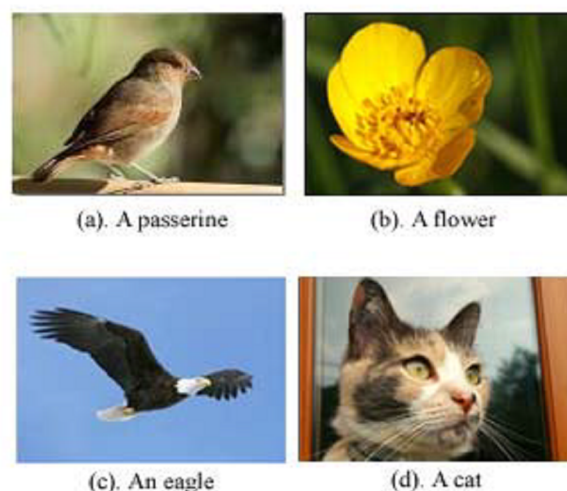 (a). A passerine
(b). A flower
(c). An eagle
(d). A cat